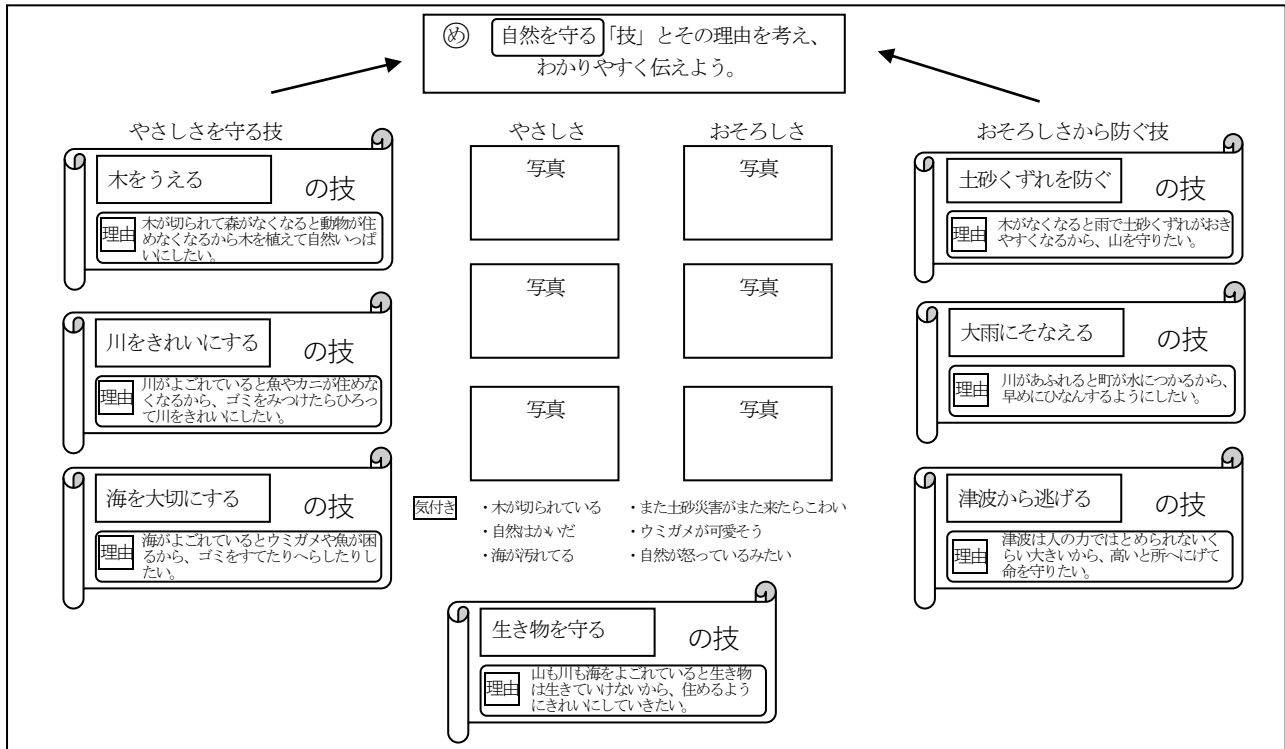 め 自然を守る「技」とその理由を考え、
わかりやすく伝えよう。
やさしさを守る技
木をうえる
の技
理由
木が切られて森がなくなると動物が住
めなくなるから木を植えて自然いっぱ
いにしたい。
川をきれいにする
の技
理由
川がよごれていると魚やカニが住めな
くなるから、ゴミをみつけたらひろっ
て川をきれいにしたい。
海を大切にする
の技
理由
海がよごれているとウミガメや魚が困
るから、ゴミをすてたりへらしたりし
たい。
やさしさ
おそろしさ
写真
写真
写真
写真
写真
写真
気付き
・木が切られている
・自然はかいだ
・海が汚れてる
・また土砂災害がまた来たらこわい
・ウミガメが可愛そう
・自然が怒っているみたい
おそろしさから防ぐ技
土砂くずれを防ぐ
の技
理由
木がなくなると雨で土砂くずれがおき
やすくなるから、山を守りたい。
大雨にそなえる
の技
理由
川があふれると町が水につかるから、
早めにひなんするようにしたい。
津波から逃げる
の技
理由
津波は人の力ではとめられないく
らい大きいから、高いと所へにげて
命を守りたい。
生き物を守る
の技
理由
山も川も海をよごれていると生き物
は生きていけないから、住めるよう
にきれいにしていきたい。